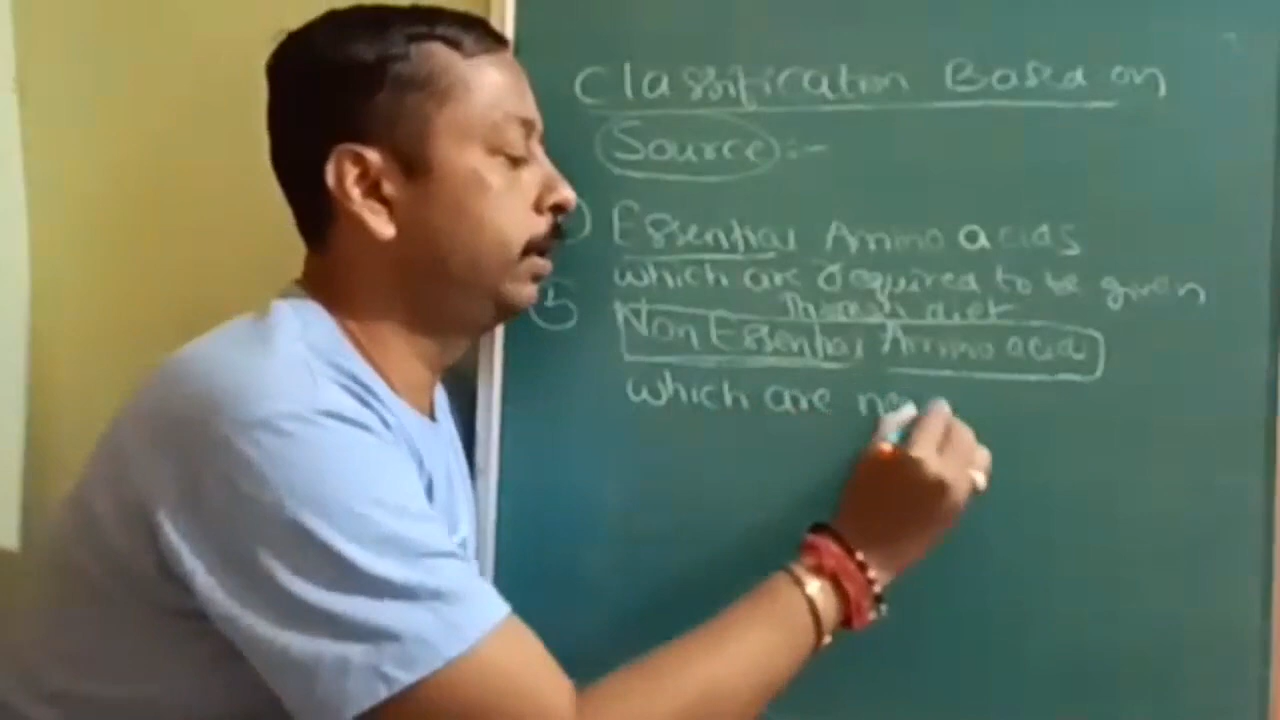 Classification Based on
Source :-
Essential Amino acids
which are required to be given
through diet
Non Essential Amino acid
which are